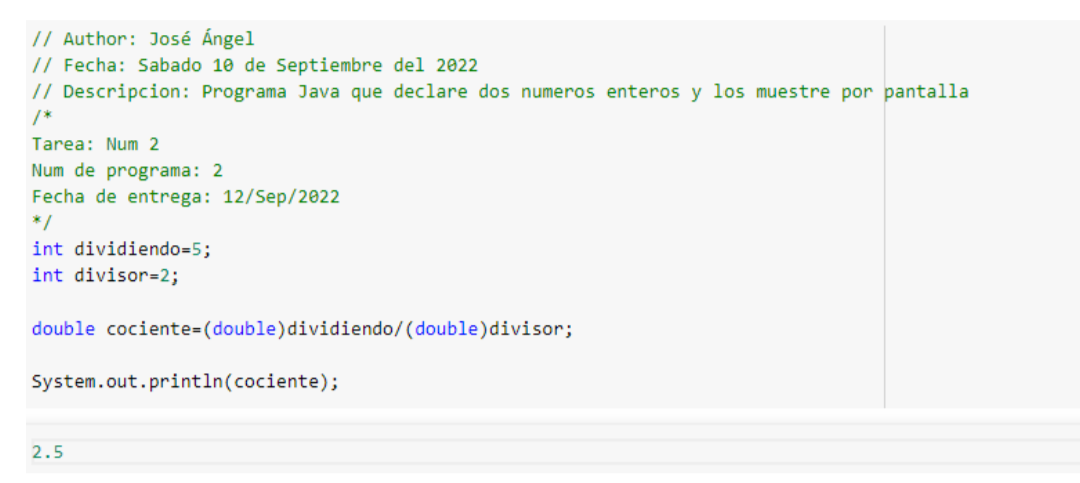 // Author: José Ángel
// Fecha: Sabado 10 de Septiembre del 2022
// Descripcion: Programa Java que declare dos numeros enteros y los muestre por pantalla
/*
Tarea: Num 2
Num de programa: 2
Fecha de entrega: 12/Sep/2022
*/
int dividiendo=5;
int divisor=2;
double cociente=(double)dividiendo/(double)divisor;
System.out.println(cociente);
2.5